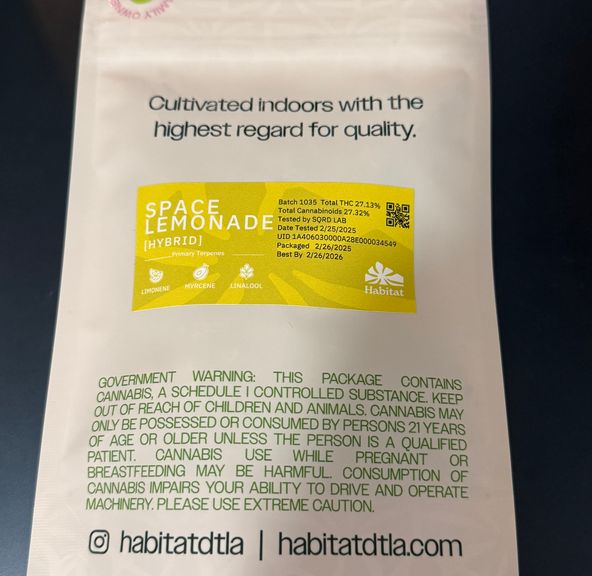 FAMILY OWNED
Cultivated indoors with the
highest regard for quality.
SPACE
LEMONADE
[HYBRID]
Primary Terpenes
LIMONENE MYRCENE LINALOOL
Batch 1035 Total THC 27.13%
Total Cannabinoids 27.32%
Tested by SQRD LAB
Date Tested 2/25/2025
UID 1A406030000A28E000034549
Packaged 2/26/2025
Best By 2/26/2026
Habitat
GOVERNMENT WARNING: THIS PACKAGE CONTAINS
CANNABIS, A SCHEDULE I CONTROLLED SUBSTANCE. KEEP
OUT OF REACH OF CHILDREN AND ANIMALS. CANNABIS MAY
ONLY BE POSSESSED OR CONSUMED BY PERSONS 21 YEARS
OF AGE OR OLDER UNLESS THE PERSON IS A QUALIFIED
PATIENT. CANNABIS USE WHILE PREGNANT OR
BREASTFEEDING MAY BE HARMFUL. CONSUMPTION OF
CANNABIS IMPAIRS YOUR ABILITY TO DRIVE AND OPERATE
MACHINERY. PLEASE USE EXTREME CAUTION.
habitatdtla | habitatdtla.com